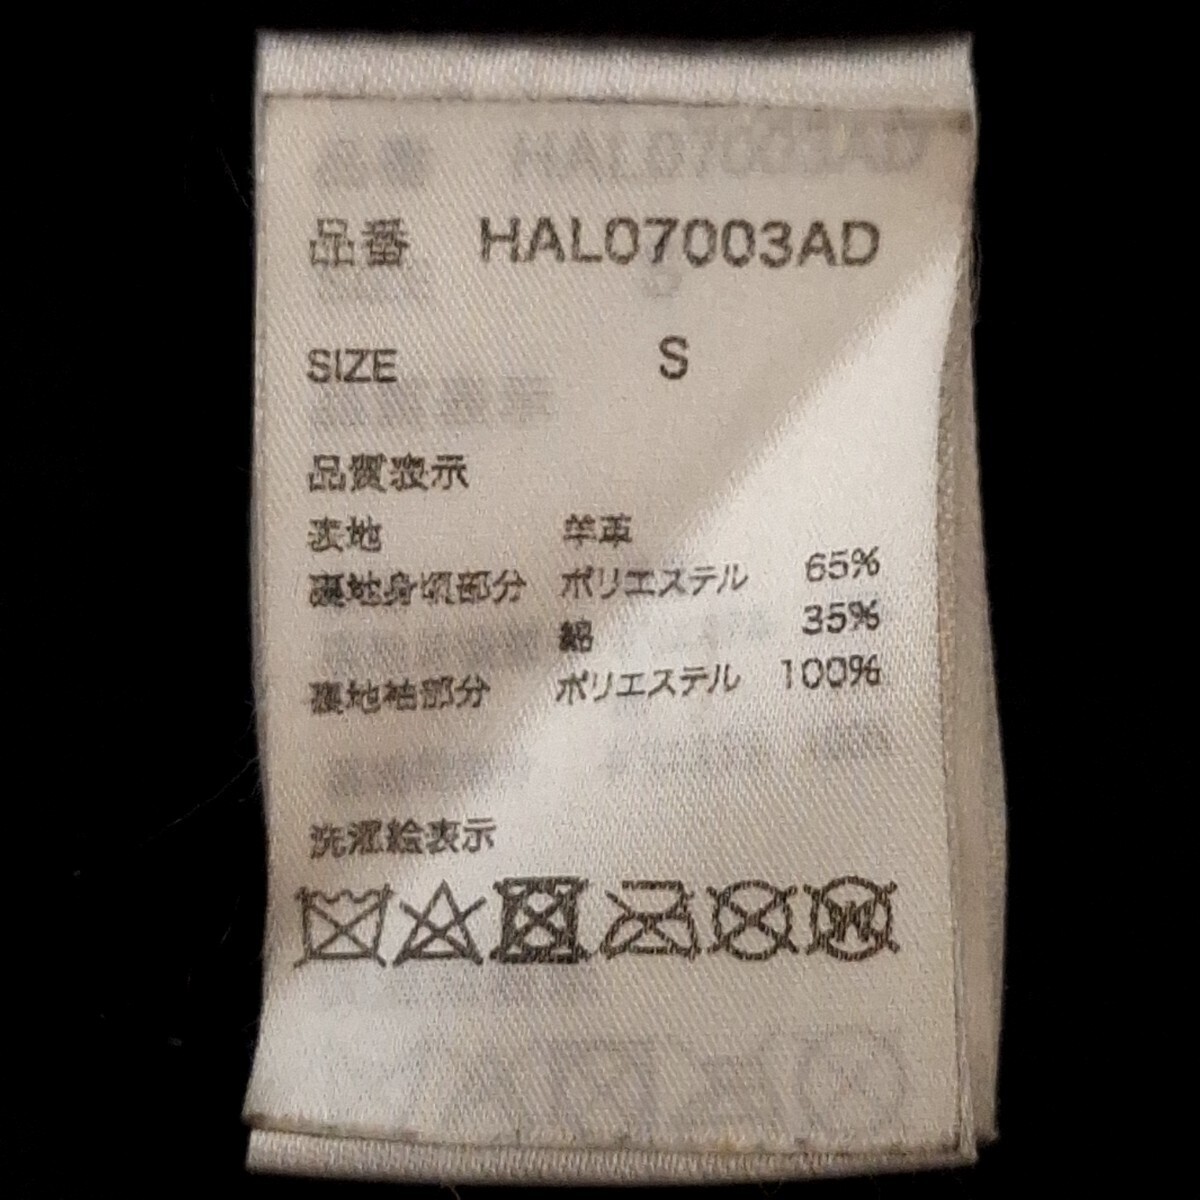 品番 HAL07003AD
SIZE S
品質表示
表地 羊革
裏地身頃部分 ポリエステル 65%
綿 35%
裏地袖部分 ポリエステル 100%
洗濯絵表示
W